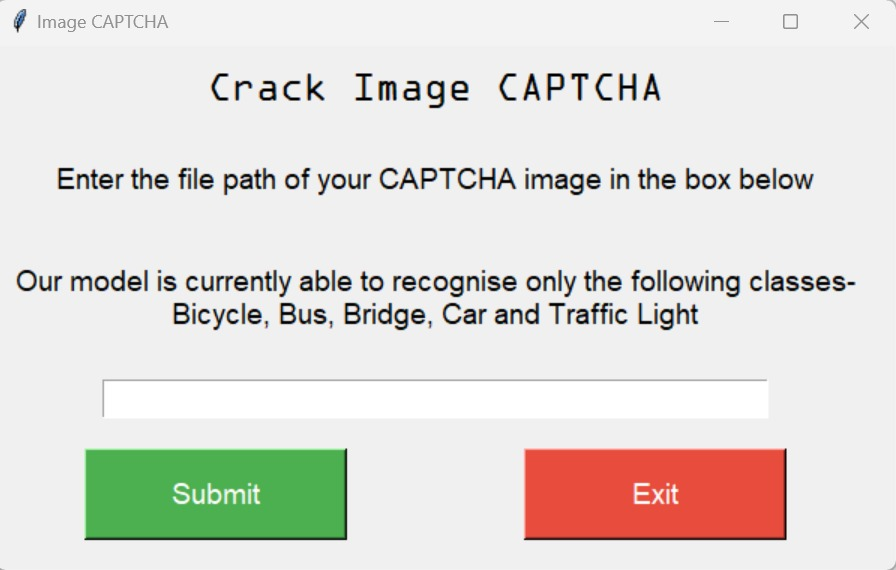 Image CAPTCHA
Crack Image CAPTCHA
Enter the file path of your CAPTCHA image in the box below
Our model is currently able to recognise only the following classes-
Bicycle, Bus, Bridge, Car and Traffic Light
Submit
Exit